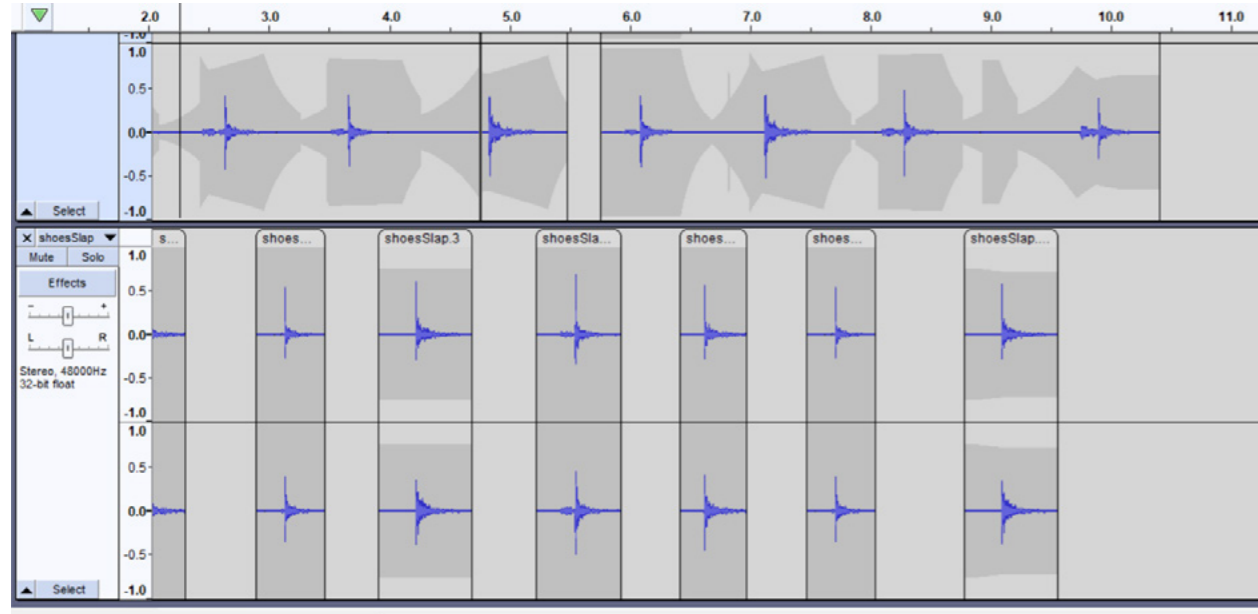 2.0 3.0 4.0 5.0 6.0 7.0 8.0 9.0 10.0 11.0
-1.0
1.0
0.5
0.0
-0.5
Select -1.0
shoesSlap s... shoes... shoesSlap.3 shoesSla... shoes... shoes... shoesSlap....
Mute Solo 1.0
Effects
0.5
- +
0.0
L R
Stereo, 48000Hz
-0.5
32-bit float
-1.0
1.0
0.5
0.0
-0.5
Select -1.0